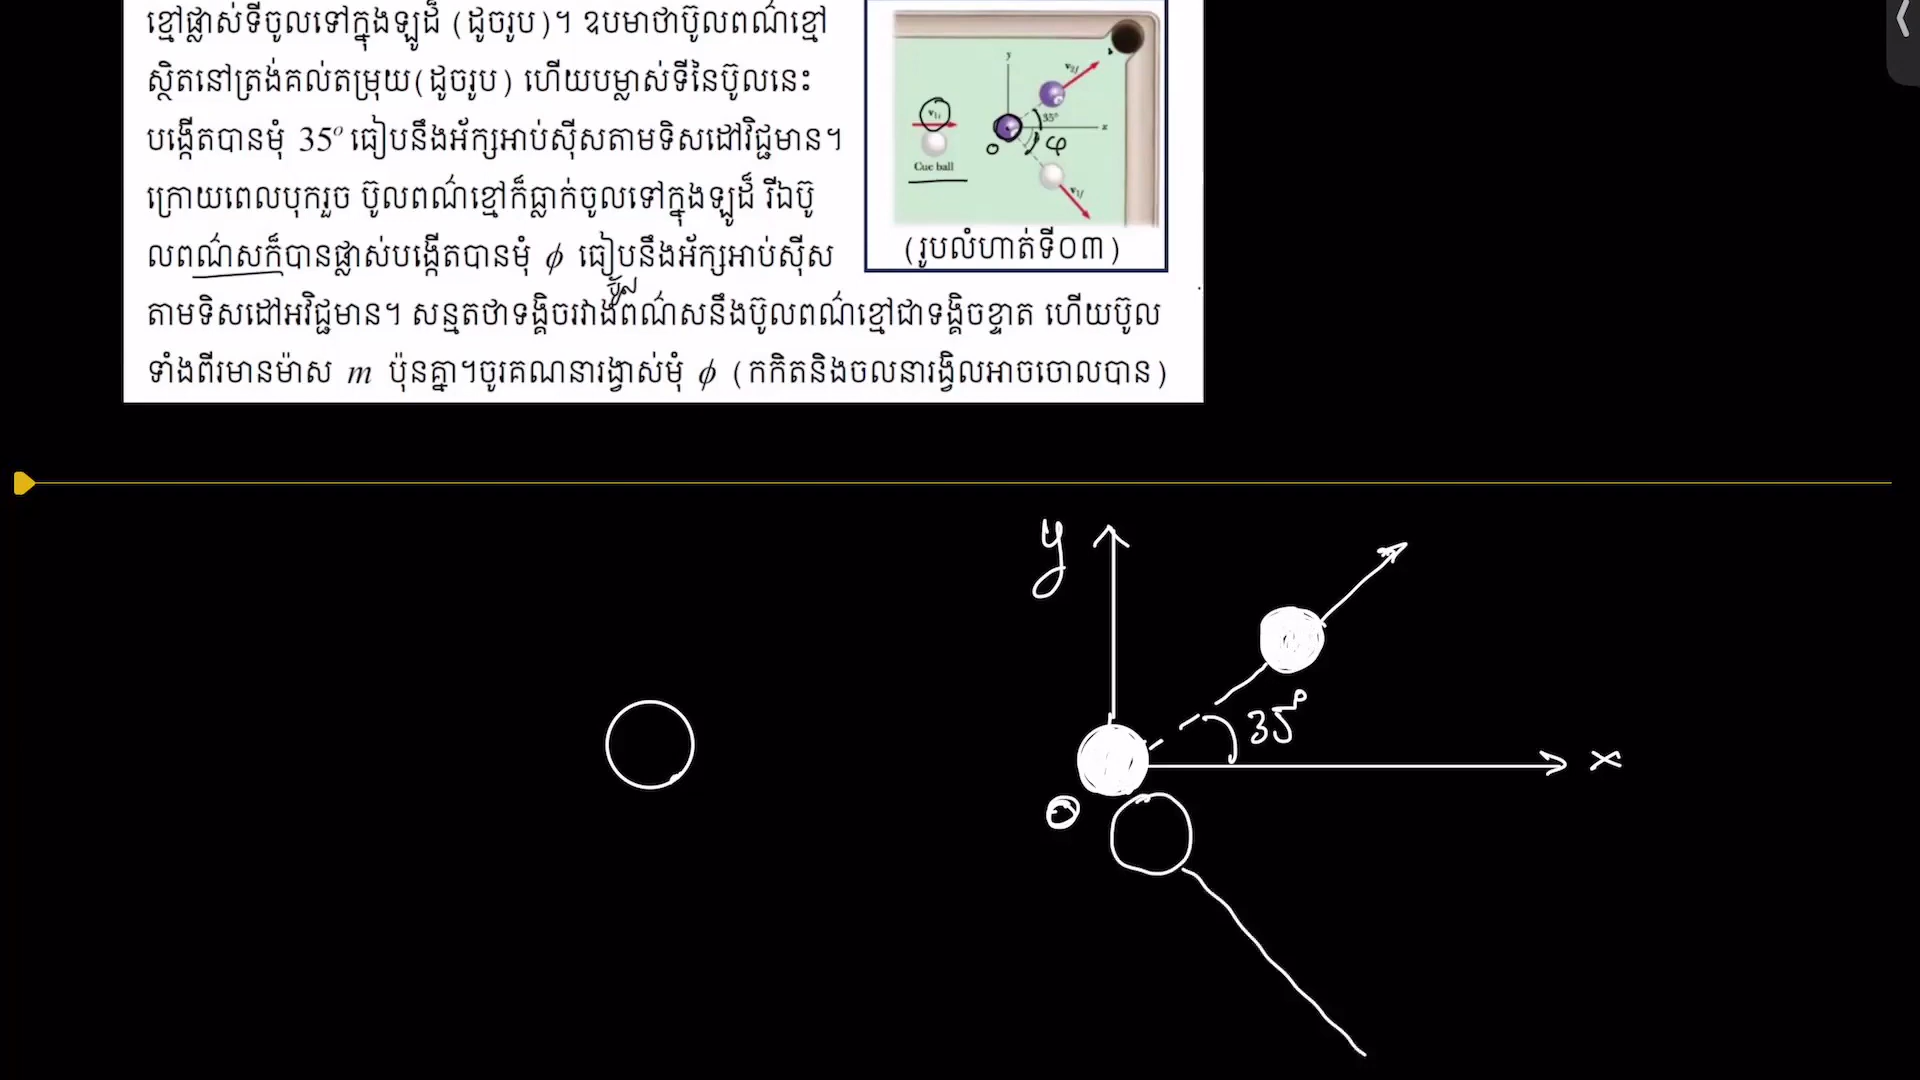 ខ្មៅផ្លាស់ទីចូលទៅក្នុងឡូដ៏ (ដូចរូប)។ ឧបមាថាប៊ូលពណ៌ខ្មៅ
ស្ថិតនៅត្រង់គល់តម្រុយ(ដូចរូប) ហើយបម្លាស់ទីនៃប៊ូលនេះ
បង្កើតបានមុំ 35° ធៀបនឹងអ័ក្សអាប់ស៊ីសតាមទិសដៅវិជ្ជមាន។
ក្រោយពេលបុករួច ប៊ូលពណ៌ខ្មៅក៏ធ្លាក់ចូលទៅក្នុងឡូដ៏ រីឯប៊ូ
លពណ៌សក៏បានផ្លាស់បង្កើតបានមុំ ϕ ធៀបនឹងអ័ក្សអាប់ស៊ីស
ប៊ូល
តាមទិសដៅអវិជ្ជមាន។ សន្មតថាទង្គិចរវាងពណ៌សនឹងប៊ូលពណ៌ខ្មៅជាទង្គិចខ្ទាត ហើយប៊ូល
ទាំងពីរមានម៉ាស m ប៉ុនគ្នា។ចូរគណនារង្វាស់មុំ ϕ (កកិតនិងចលនារង្វិលអាចចោលបាន)
y
v2f
v1i
35°
x
O
φ
Cue ball
v1f
(រូបលំហាត់ទី០៣)
y
35°
x
O